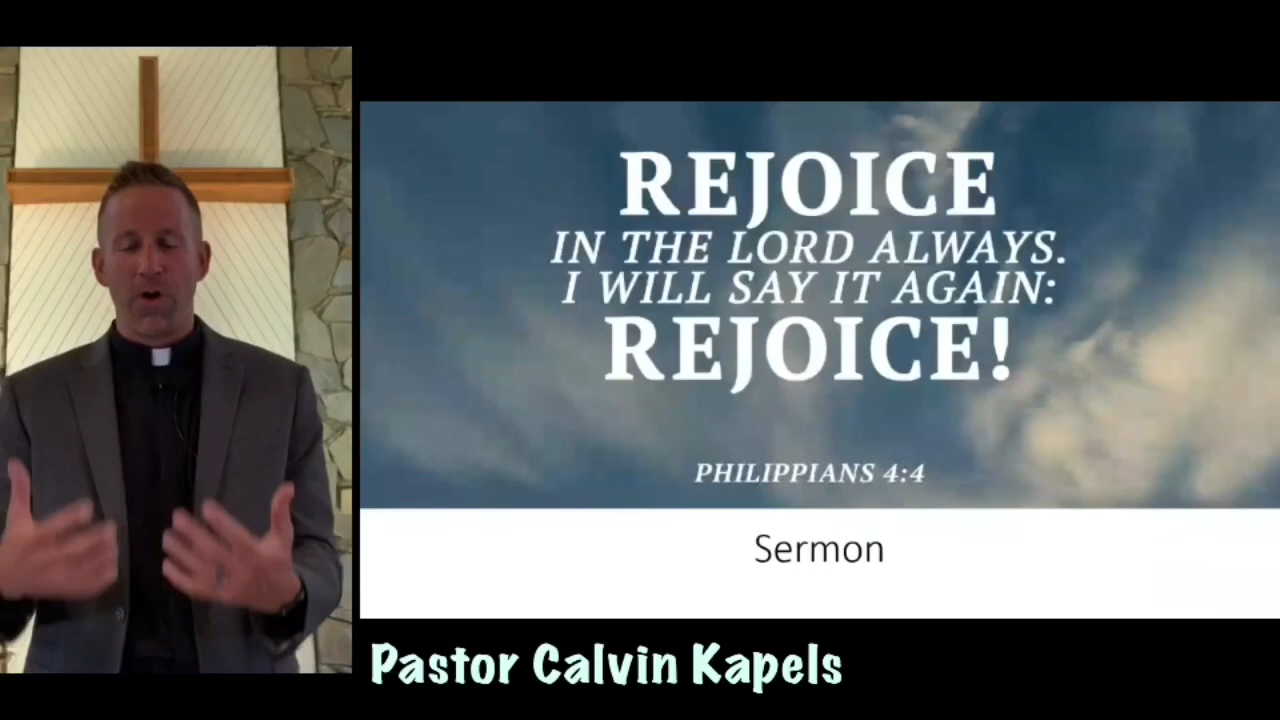 REJOICE
IN THE LORD ALWAYS.
I WILL SAY IT AGAIN:
REJOICE!
PHILIPPIANS 4:4
Sermon
Pastor Calvin Kapels